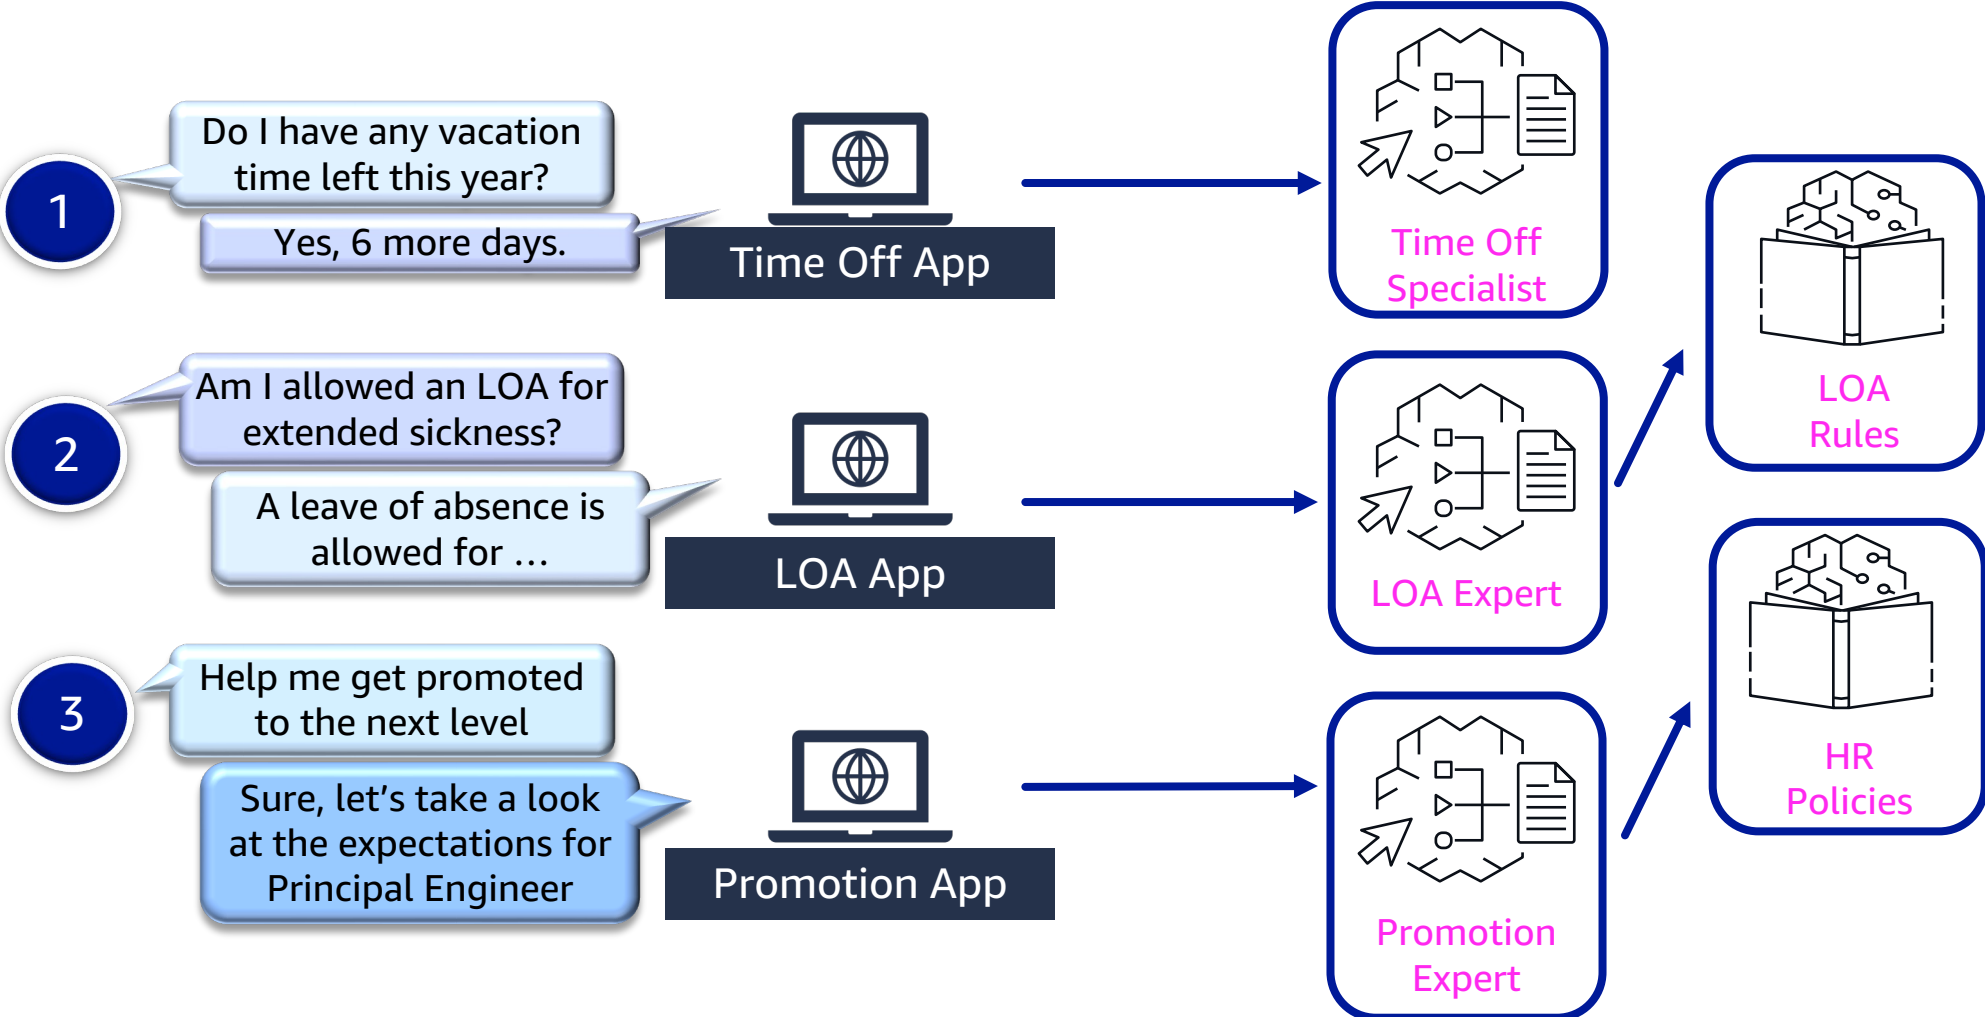 1
Do I have any vacation
time left this year?
Yes, 6 more days.
Time Off App
Time Off
Specialist
2
Am I allowed an LOA for
extended sickness?
A leave of absence is
allowed for …
LOA App
LOA Expert
LOA
Rules
3
Help me get promoted
to the next level
Sure, let’s take a look
at the expectations for
Principal Engineer
Promotion App
Promotion
Expert
HR
Policies